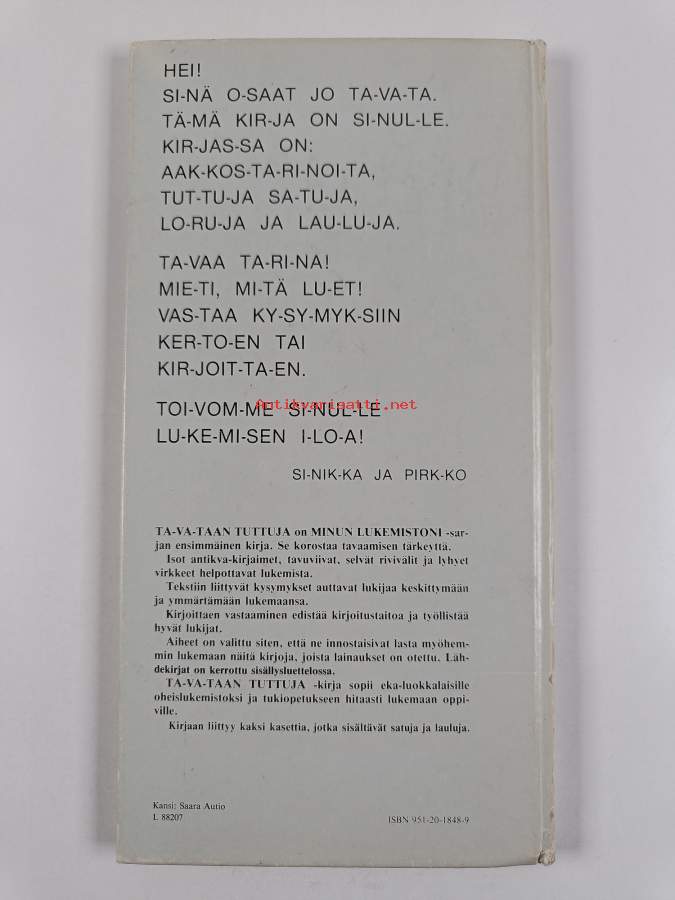 HEI!
SI-NÄ O-SAAT JO TA-VA-TA.
TÄ-MÄ KIR-JA ON SI-NUL-LE.
KIR-JAS-SA ON:
AAK-KOS-TA-RI-NOI-TA,
TUT-TU-JA SA-TU-JA,
LO-RU-JA JA LAU-LU-JA.
TA-VAA TA-RI-NA!
MIE-TI, MI-TÄ LU-ET!
VAS-TAA KY-SY-MYK-SIIN
KER-TO-EN TAI
KIR-JOIT-TA-EN.
TOI-VOM-ME SI-NUL-LE
Antikvariaatti.net
LU-KE-MI-SEN I-LO-A!
SI-NIK-KA JA PIRK-KO
TA-VA-TAAN TUTTUJA on MINUN LUKEMISTONI -sar-
jan ensimmäinen kirja. Se korostaa tavaamisen tärkeyttä.
Isot antikva-kirjaimet, tavuviivat, selvät rivivälit ja lyhyet
virkkeet helpottavat lukemista.
Tekstiin liittyvät kysymykset auttavat lukijaa keskittymään
ja ymmärtämään lukemaansa.
Kirjoittaen vastaaminen edistää kirjoitustaitoa ja työllistää
hyvät lukijat.
Aiheet on valittu siten, että ne innostaisivat lasta myöhem-
min lukemaan näitä kirjoja, joista lainaukset on otettu. Läh-
dekirjat on kerrottu sisällysluettelossa.
TA-VA-TAAN TUTTUJA -kirja sopii eka-luokkalaisille
oheislukemistoksi ja tukiopetukseen hitaasti lukemaan oppi-
ville.
Kirjaan liittyy kaksi kasettia, jotka sisältävät satuja ja lauluja.
Kansi: Saara Autio
L 88207
ISBN 951-20-1848-9